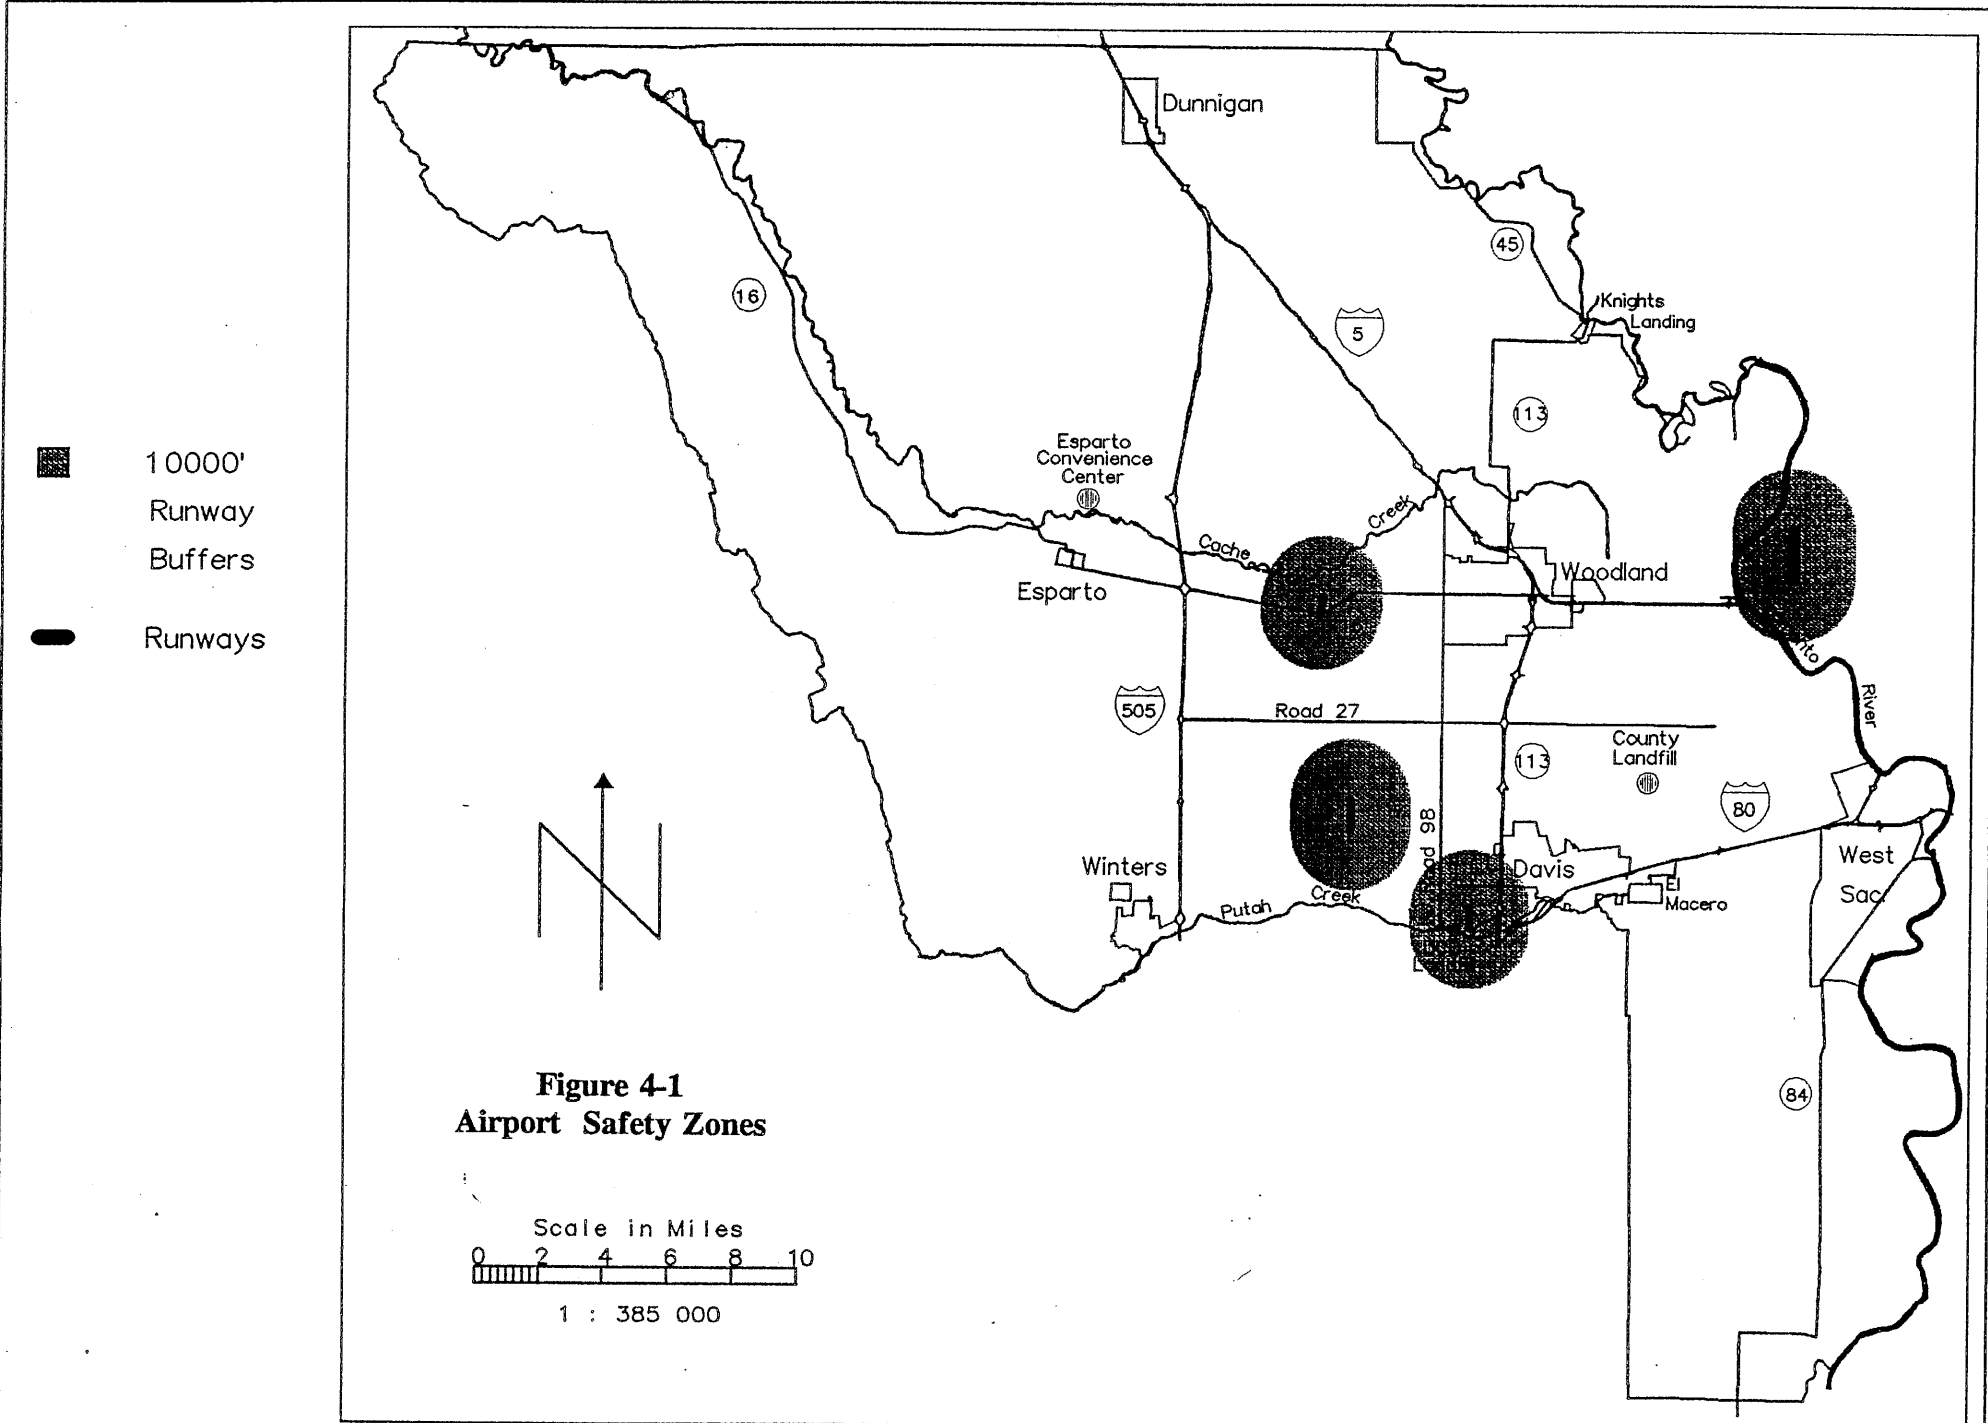 10000'
Runway
Buffers
Runways
Dunnigan
45
16
Knights
Landing
5
113
Esparto
Convenience
Center
Creek
Cache
Woodland
Esparto
River
505
Road 27
County
Landfill
113
80
98
Winters
Davis
West
Sac.
El
Macero
Putah
Creek
84
Figure 4-1
Airport Safety Zones
Scale in Miles
0 2 4 6 8 10
1 : 385 000